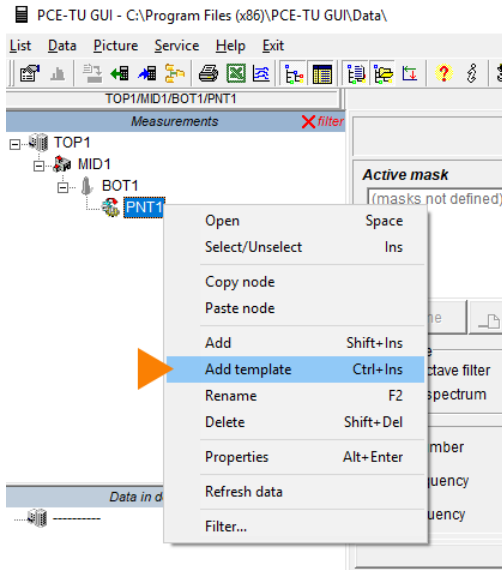 PCE-TU GUI - C:\Program Files (x86)\PCE-TU GUI\Data\
List Data Picture Service Help Exit
TOP1/MID1/BOT1/PNT1
Measurements filter
TOP1
MID1
BOT1
PNT1
Active mask
(masks not defined)
Open Space
Select/Unselect Ins
Copy node
Paste node
Add Shift+Ins
Add template Ctrl+Ins
Rename F2
Delete Shift+Del
Properties Alt+Enter
Refresh data
Filter...
ctave filter
spectrum
mber
quency
uency
Data in d
----------